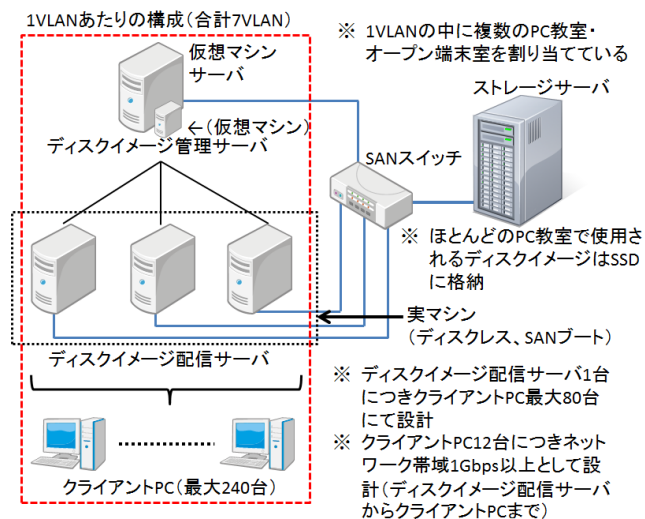 1VLANあたりの構成(合計7VLAN)
仮想マシン
サーバ
←(仮想マシン)
ディスクイメージ管理サーバ
※ 1VLANの中に複数のPC教室・
オープン端末室を割り当てている
ストレージサーバ
SANスイッチ
※ ほとんどのPC教室で使用さ
れるディスクイメージはSSD
に格納
実マシン
(ディスクレス、SANブート)
ディスクイメージ配信サーバ
※ ディスクイメージ配信サーバ1台
につきクライアントPC最大80台
にて設計
※ クライアントPC12台につきネット
ワーク帯域1Gbps以上として設
計(ディスクイメージ配信サーバ
からクライアントPCまで)
クライアントPC(最大240台)